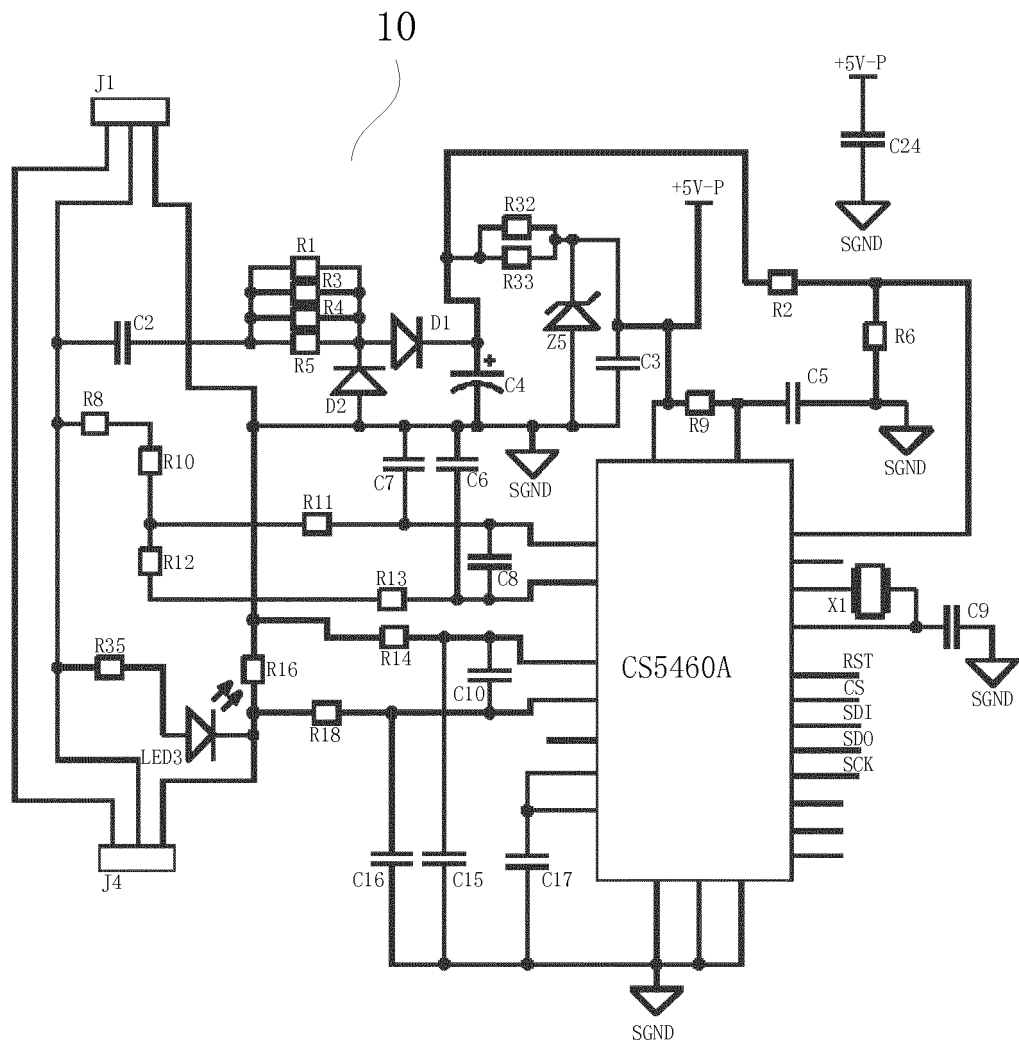 10
+5V-P
J1
C24
+5V-P
R32
SGND
R1
R33
R3
R4
D1
R2
C2
Z5
R6
R5
C3
C4
C5
D2
R8
R9
R10
C7
C6
SGND
SGND
R11
R12
C8
R13
X1
C9
R14
R35
R16
C10
CS5460A
RST
SGND
CS
SDI
R18
SDO
LED3
SCK
J4
C16
C15
C17
SGND